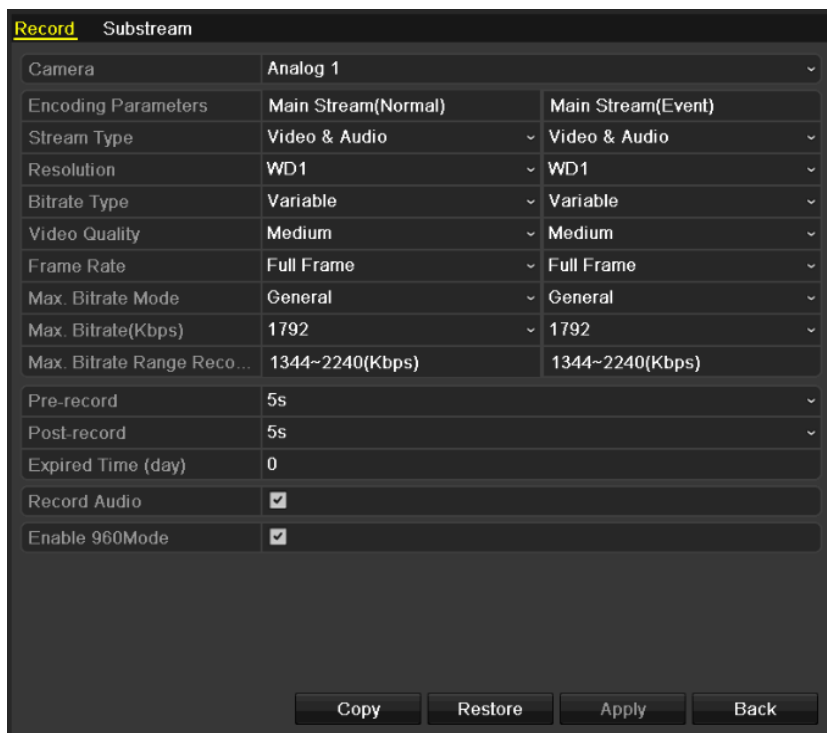 Record Substream
Camera Analog 1
Encoding Parameters Main Stream(Normal) Main Stream(Event)
Stream Type Video & Audio Video & Audio
Resolution WD1 WD1
Bitrate Type Variable Variable
Video Quality Medium Medium
Frame Rate Full Frame Full Frame
Max. Bitrate Mode General General
Max. Bitrate(Kbps) 1792 1792
Max. Bitrate Range Reco... 1344~2240(Kbps) 1344~2240(Kbps)
Pre-record 5s
Post-record 5s
Expired Time (day) 0
Record Audio
Enable 960Mode
Copy Restore Apply Back